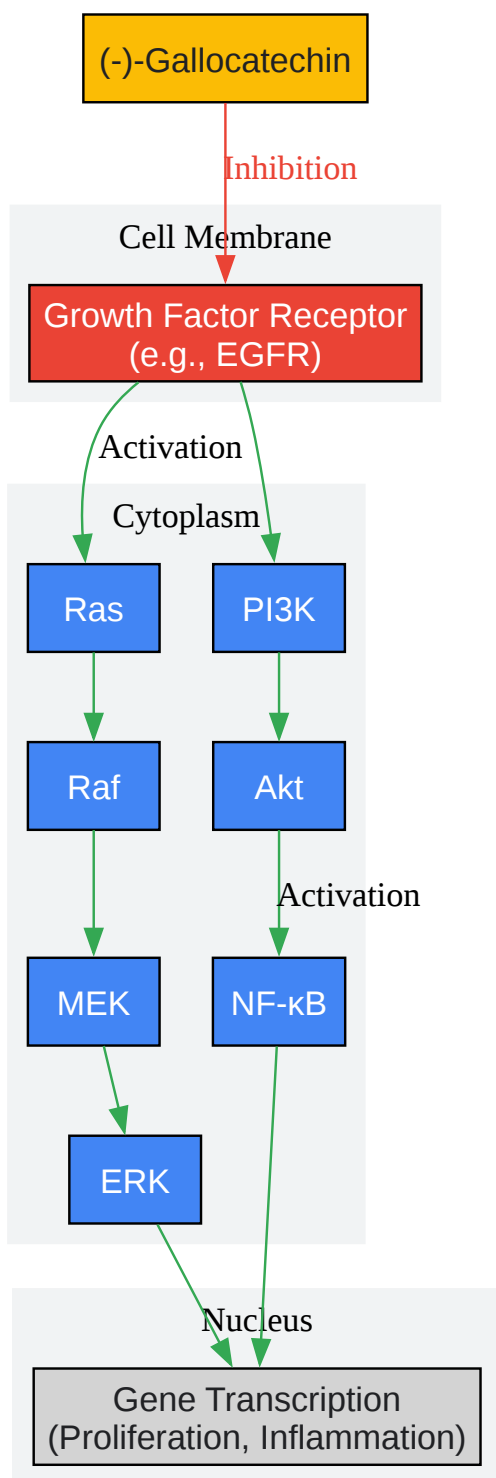 (-)-Gallocatechin
Inhibition
Cell Membrane
Growth Factor Receptor
(e.g., EGFR)
Activation
Cytoplasm
Ras
PI3K
Raf
Akt
Activation
MEK
NF-κB
ERK
Nucleus
Gene Transcription
(Proliferation, Inflammation)